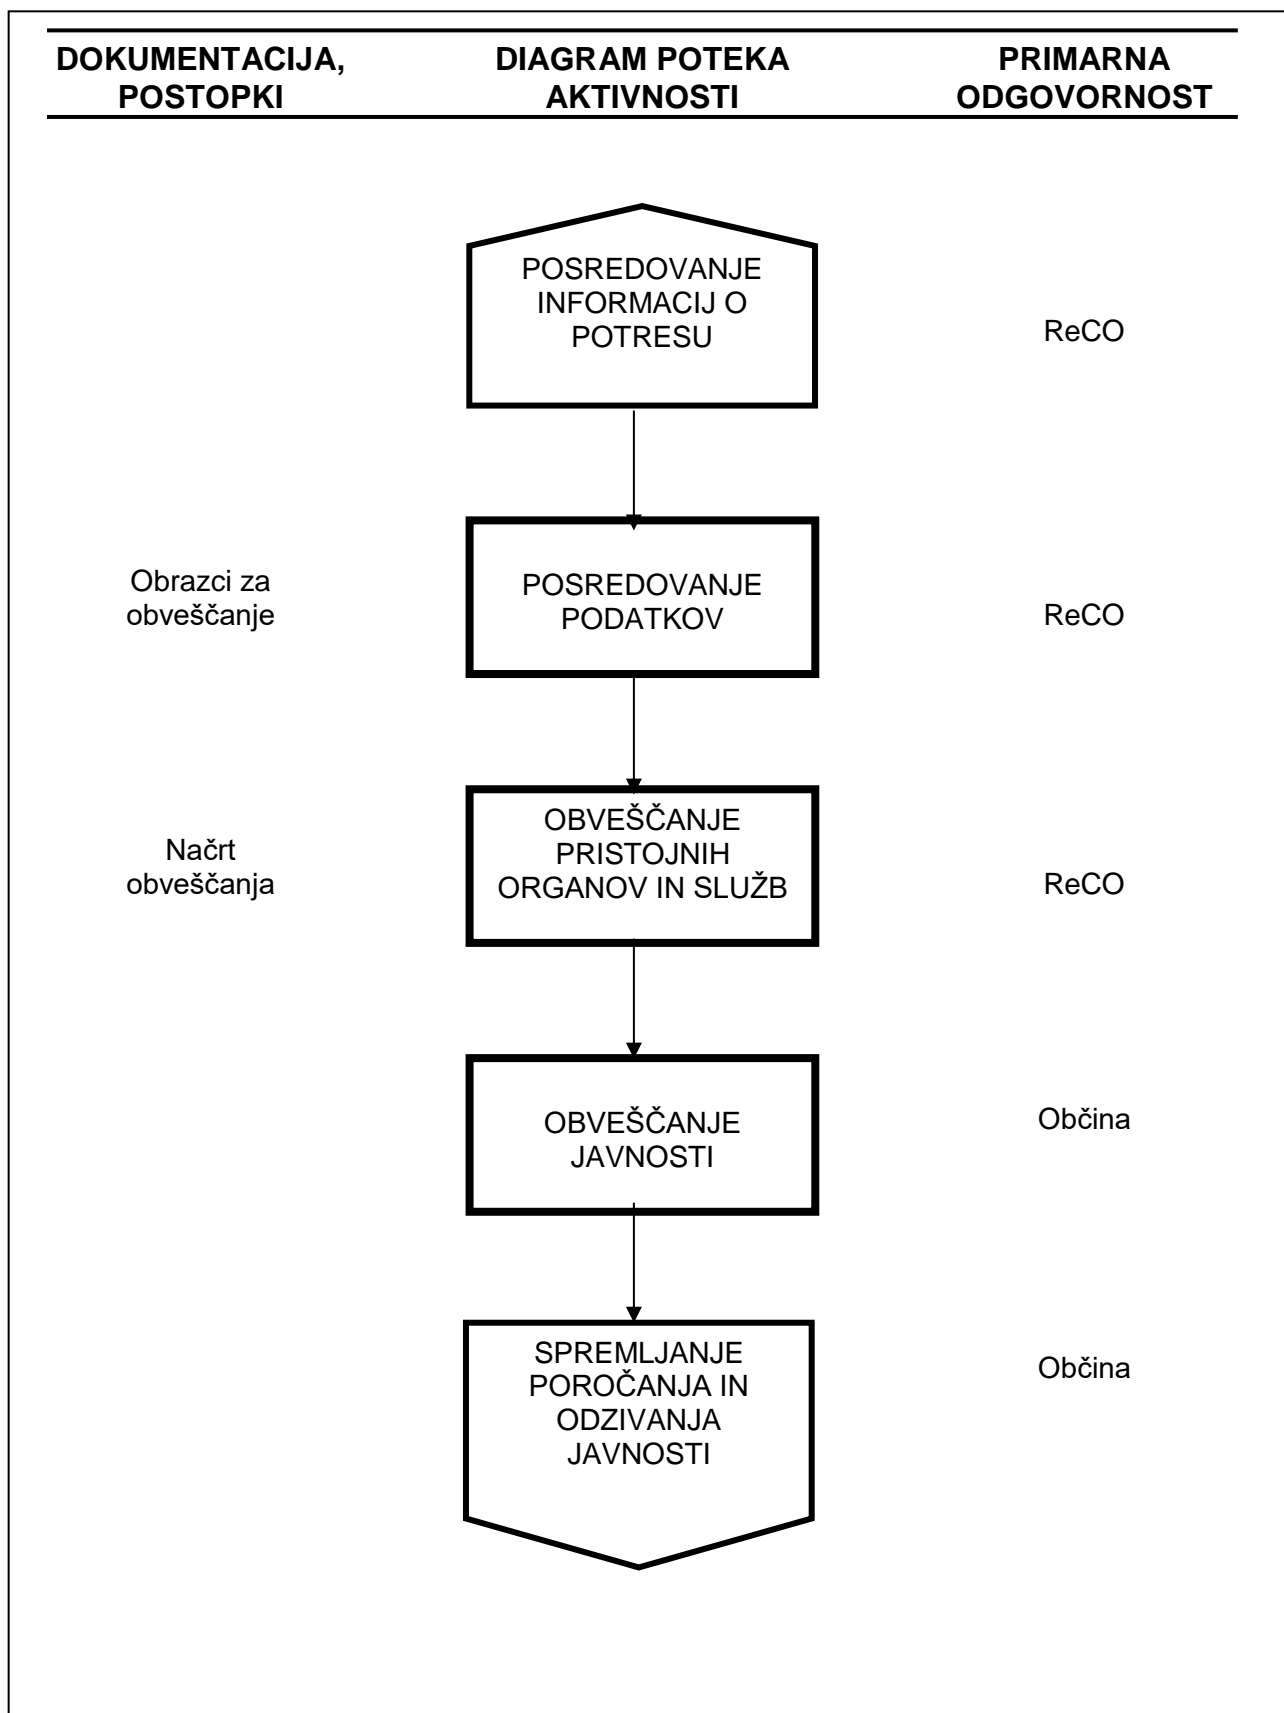 DOKUMENTACIJA,
POSTOPKI
DIAGRAM POTEKA
AKTIVNOSTI
PRIMARNA
ODGOVORNOST
POSREDOVANJE
INFORMACIJ O
POTRESU
ReCO
Obrazci za
obveščanje
POSREDOVANJE
PODATKOV
ReCO
Načrt
obveščanja
OBVEŠČANJE
PRISTOJNIH
ORGANOV IN SLUŽB
ReCO
OBVEŠČANJE
JAVNOSTI
Občina
SPREMLJANJE
POROČANJA IN
ODZIVANJA
JAVNOSTI
Občina